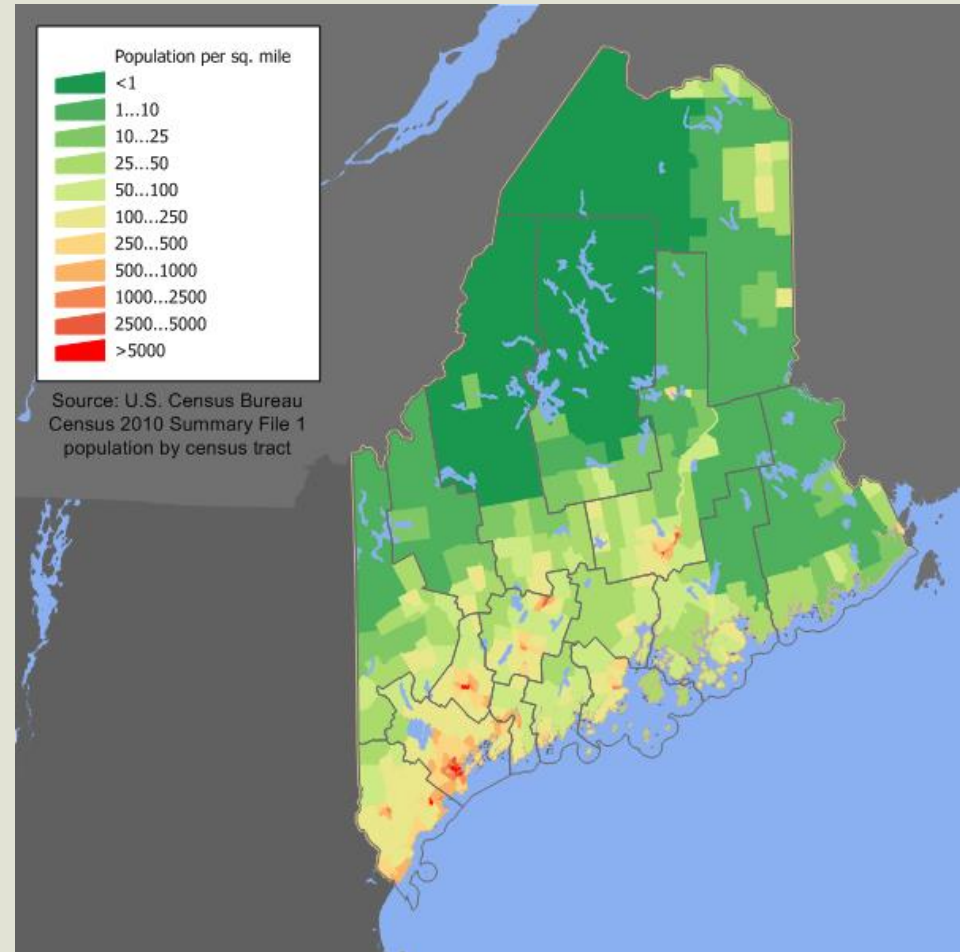 Population per sq. mile
<1
1...10
10...25
25...50
50...100
100...250
250...500
500...1000
1000...2500
2500...5000
>5000
Source: U.S. Census Bureau
Census 2010 Summary File 1
population by census tract